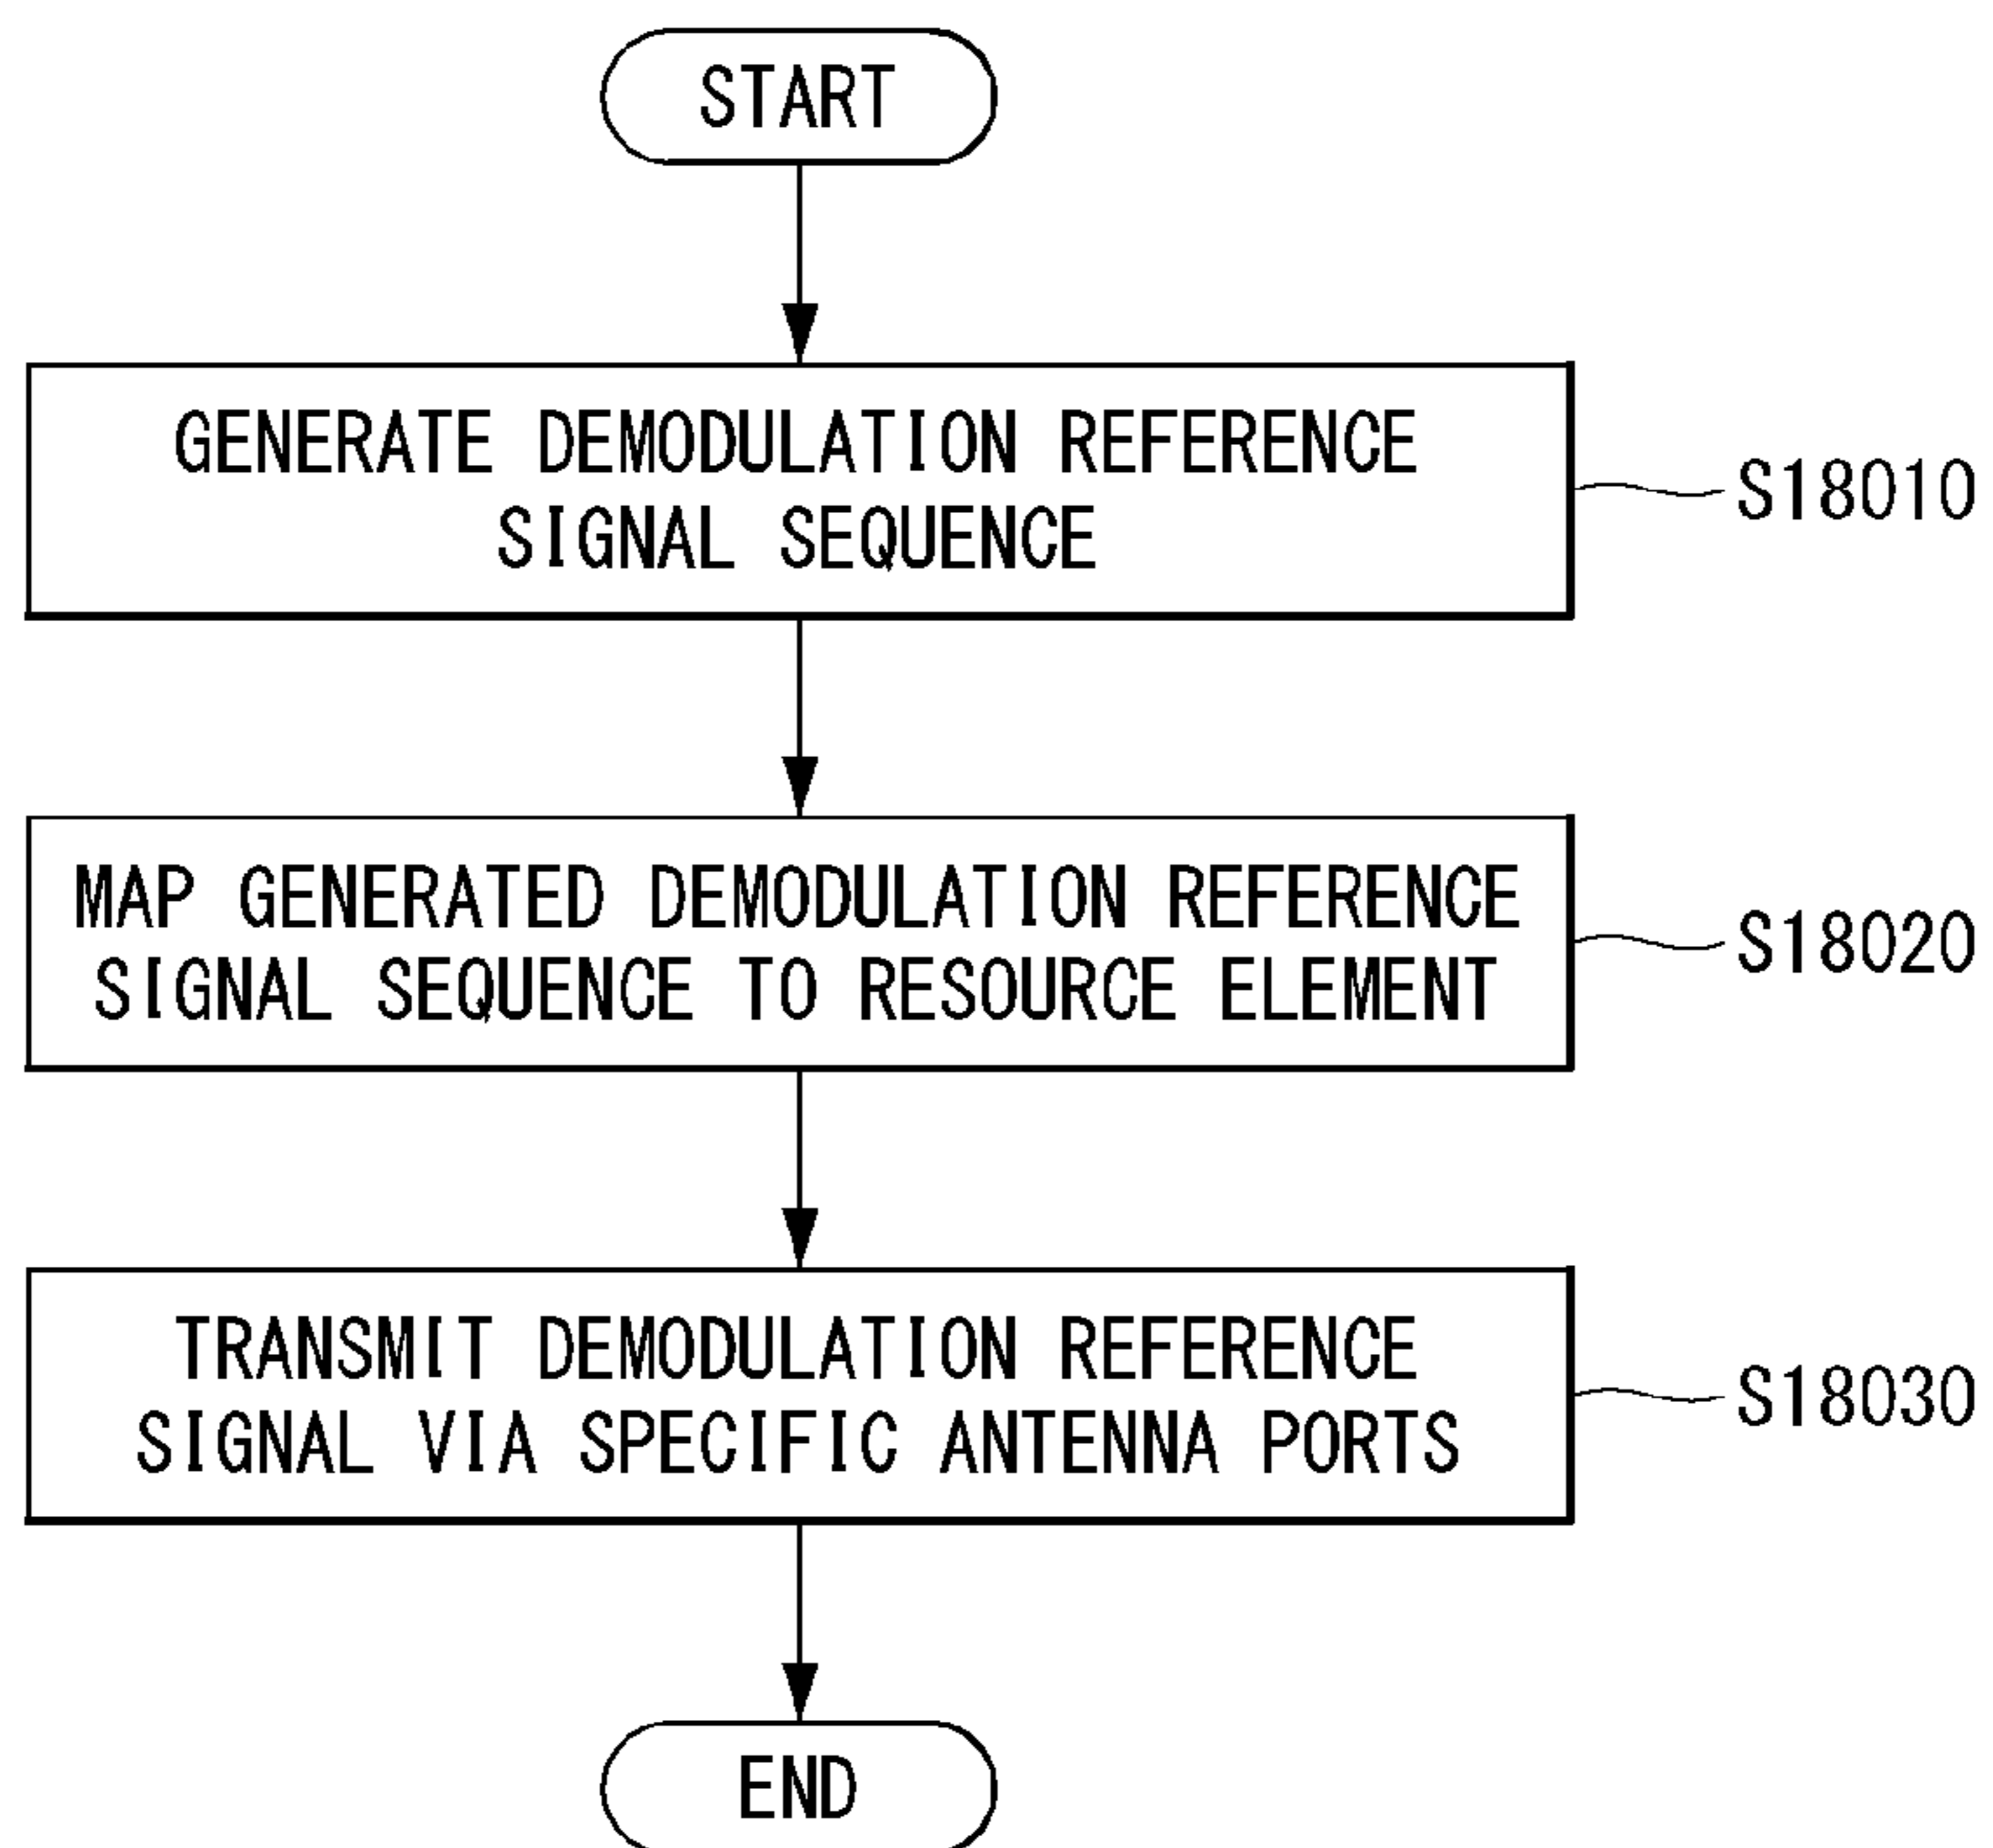 START
GENERATE DEMODULATION REFERENCE
SIGNAL SEQUENCE
S18010
MAP GENERATED DEMODULATION REFERENCE
SIGNAL SEQUENCE TO RESOURCE ELEMENT
S18020
TRANSMIT DEMODULATION REFERENCE
SIGNAL VIA SPECIFIC ANTENNA PORTS
S18030
END